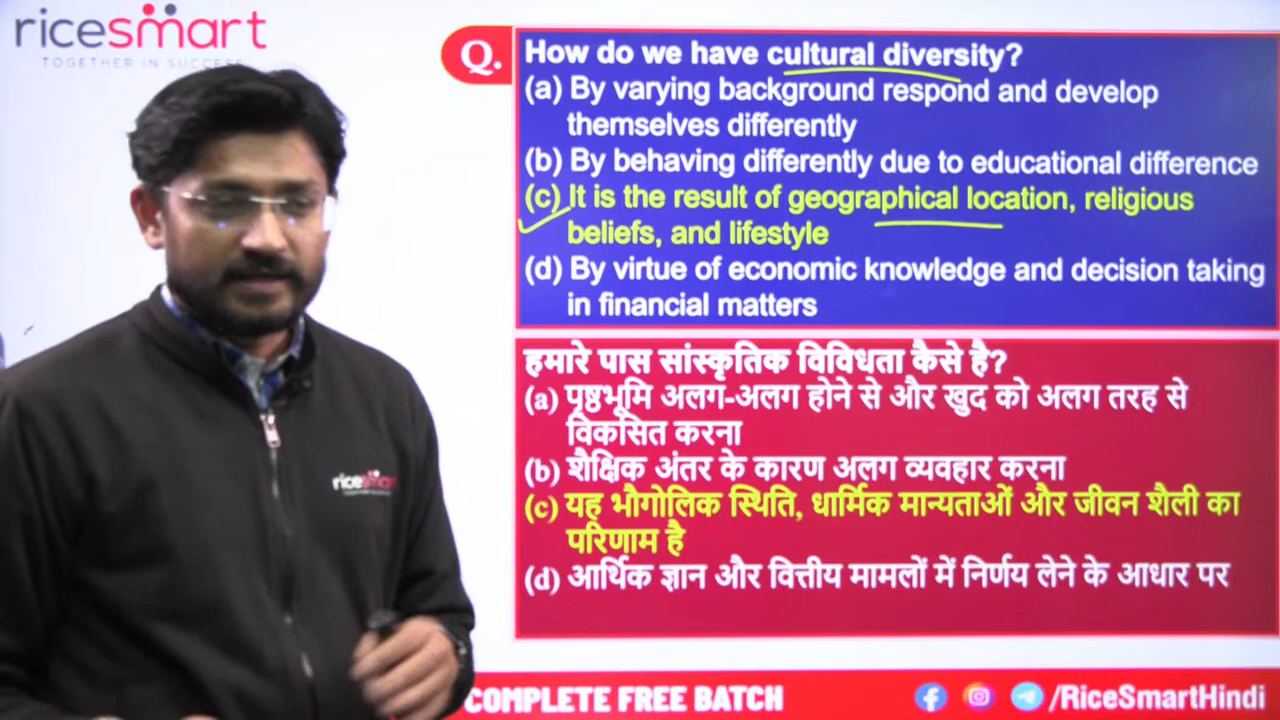 ricesmart
TOGETHER IN SUCCESS
Q.
How do we have cultural diversity?
(a) By varying background respond and develop
themselves differently
(b) By behaving differently due to educational difference
(c) It is the result of geographical location, religious
beliefs, and lifestyle
(d) By virtue of economic knowledge and decision taking
in financial matters
हमारे पास सांस्कृतिक विविधता कैसे है?
(a) पृष्ठभूमि अलग-अलग होने से और खुद को अलग तरह से
विकसित करना
(b) शैक्षिक अंतर के कारण अलग व्यवहार करना
(c) यह भौगोलिक स्थिति, धार्मिक मान्यताओं और जीवन शैली का
परिणाम है
(d) आर्थिक ज्ञान और वित्तीय मामलों में निर्णय लेने के आधार पर
ricesmart
COMPLETE FREE BATCH
/RiceSmartHindi